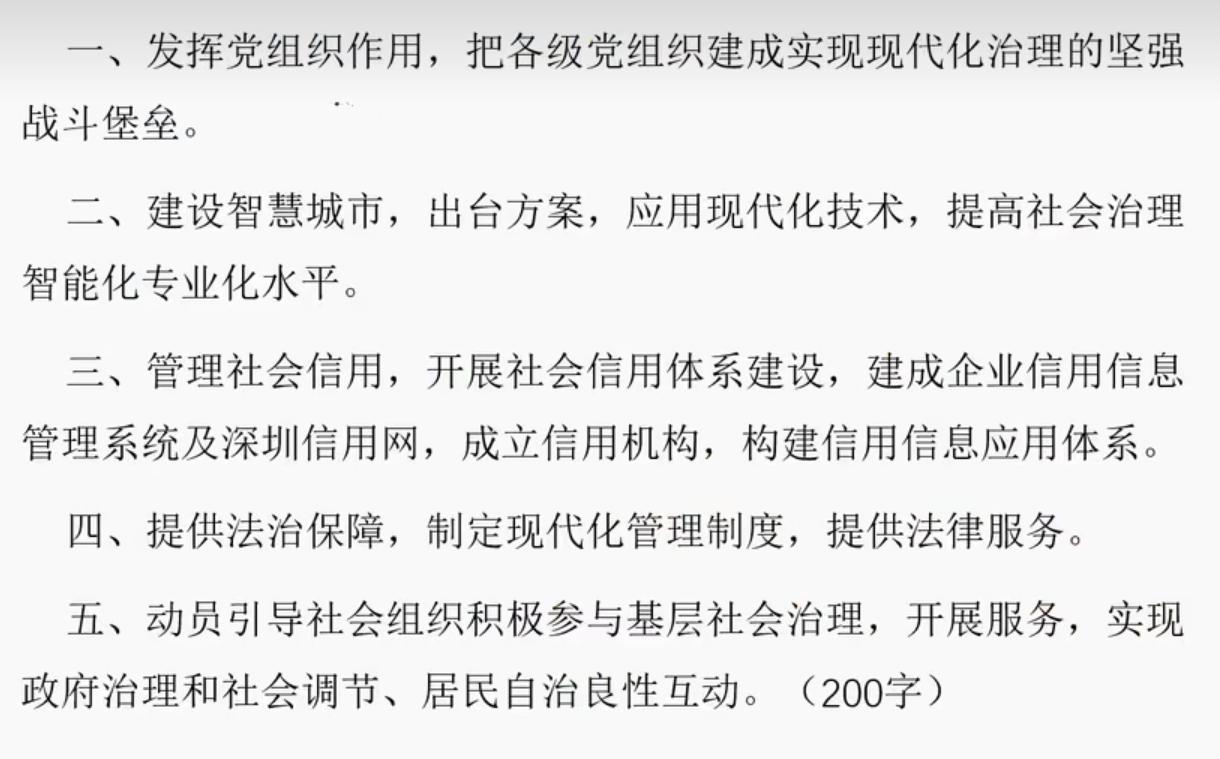 一、发挥党组织作用，把各级党组织建成实现现代化治理的坚强
战斗堡垒。
二、建设智慧城市，出台方案，应用现代化技术，提高社会治理
智能化专业化水平。
三、管理社会信用，开展社会信用体系建设，建成企业信用信息
管理系统及深圳信用网，成立信用机构，构建信用信息应用体系。
四、提供法治保障，制定现代化管理制度，提供法律服务。
五、动员引导社会组织积极参与基层社会治理，开展服务，实现
政府治理和社会调节、居民自治良性互动。（200字）